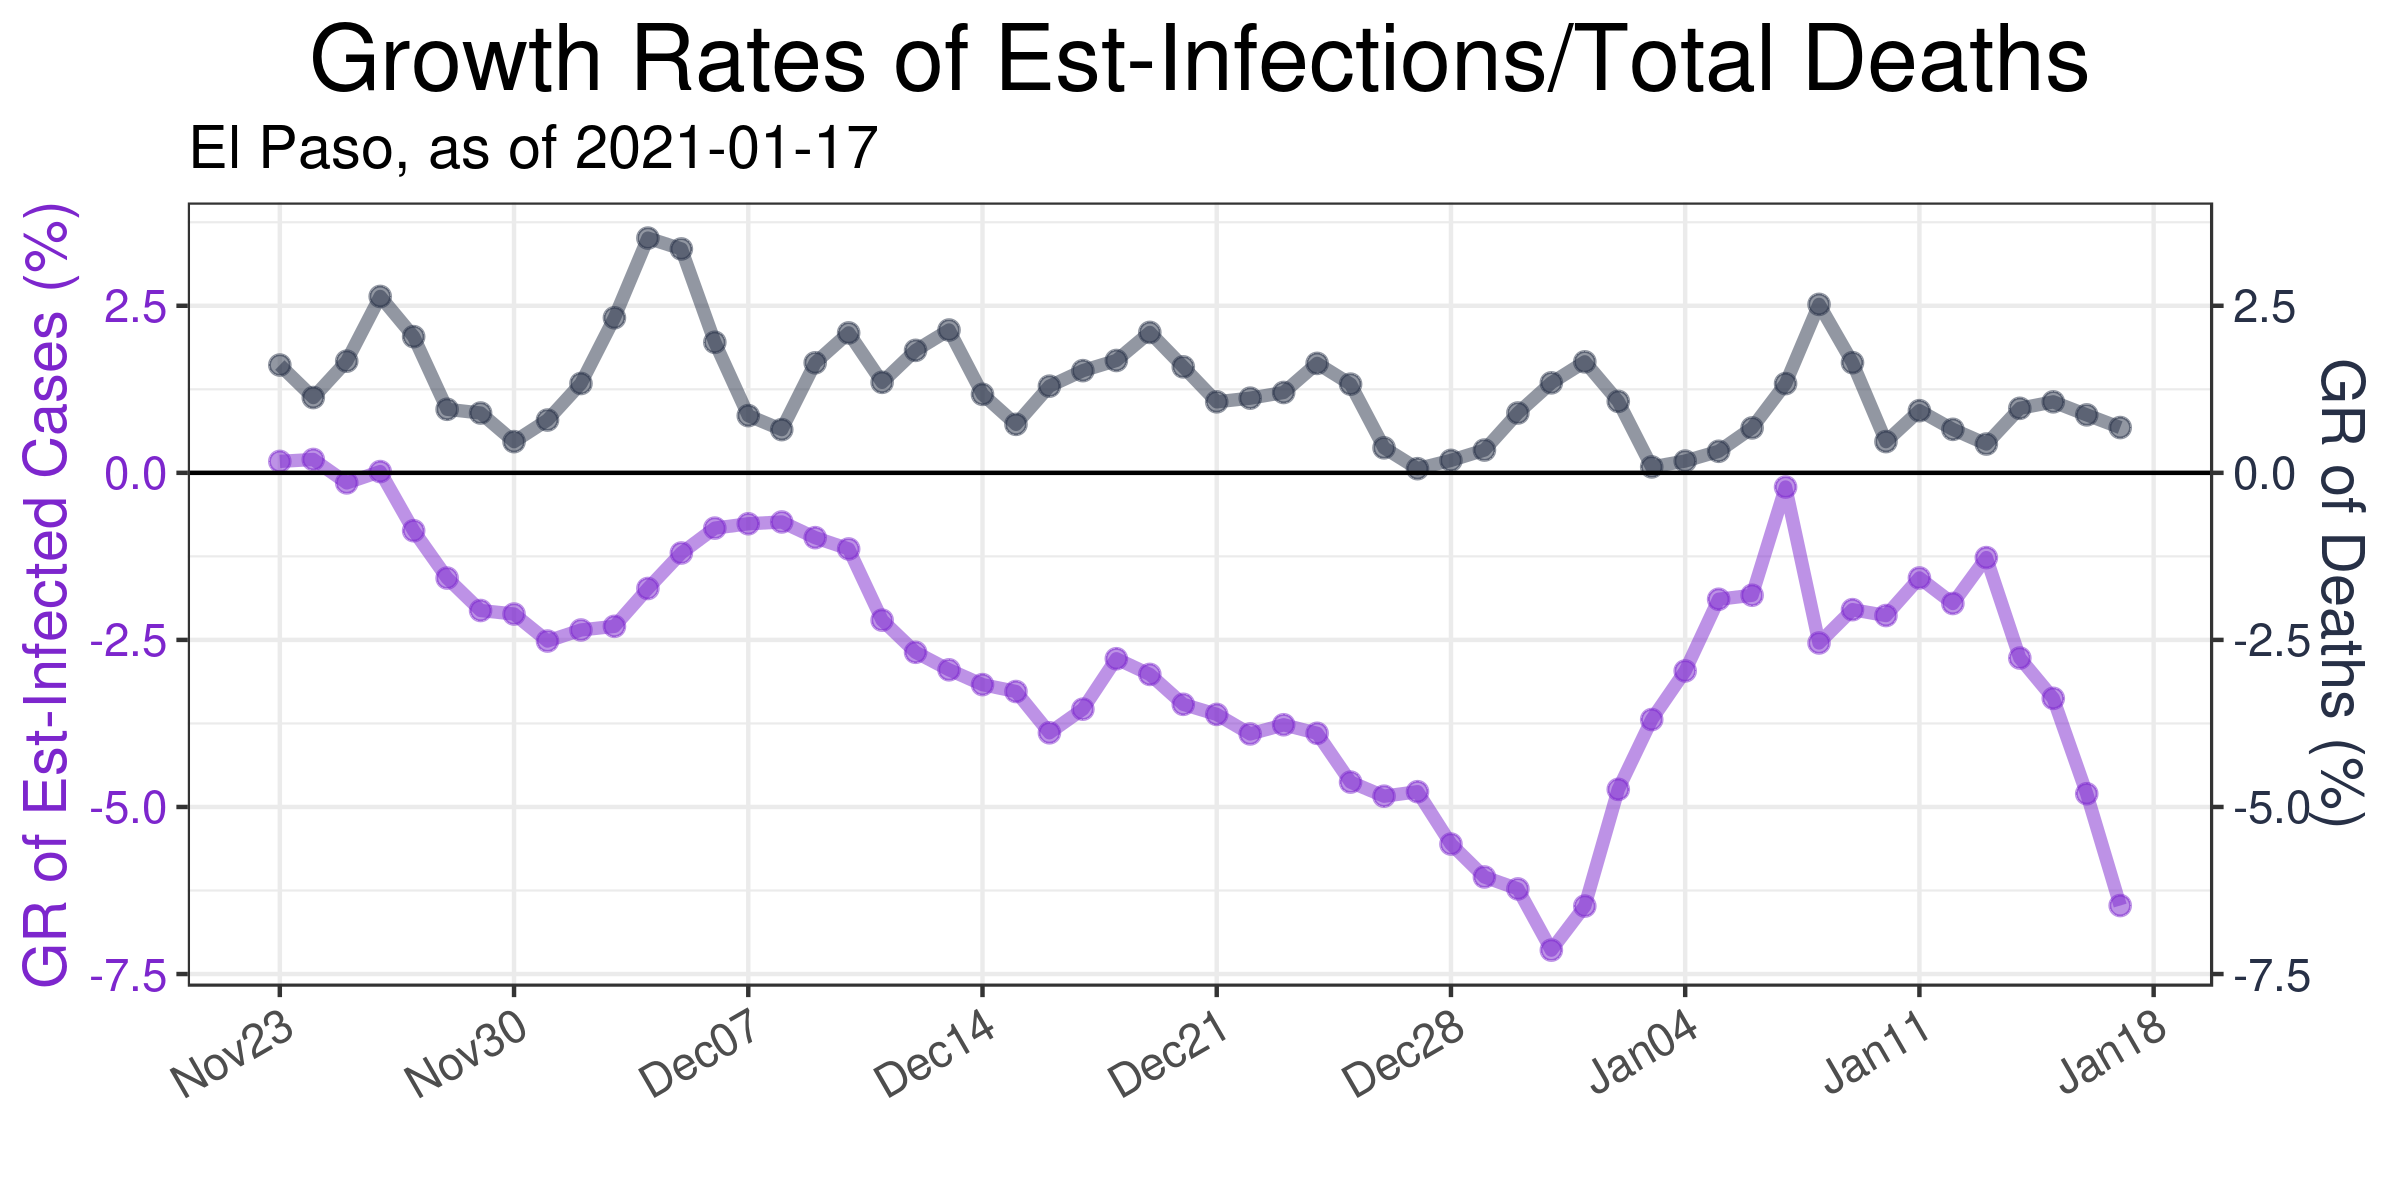 Growth Rates of Est-Infections/Total Deaths
El Paso, as of 2021-01-17
GR of Est-Infected Cases (%)
2.5
0.0
-2.5
-5.0
-7.5
2.5
0.0
-2.5
-5.0
-7.5
GR of Deaths (%)
Nov23 Nov30 Dec07 Dec14 Dec21 Dec28 Jan04 Jan11 Jan18